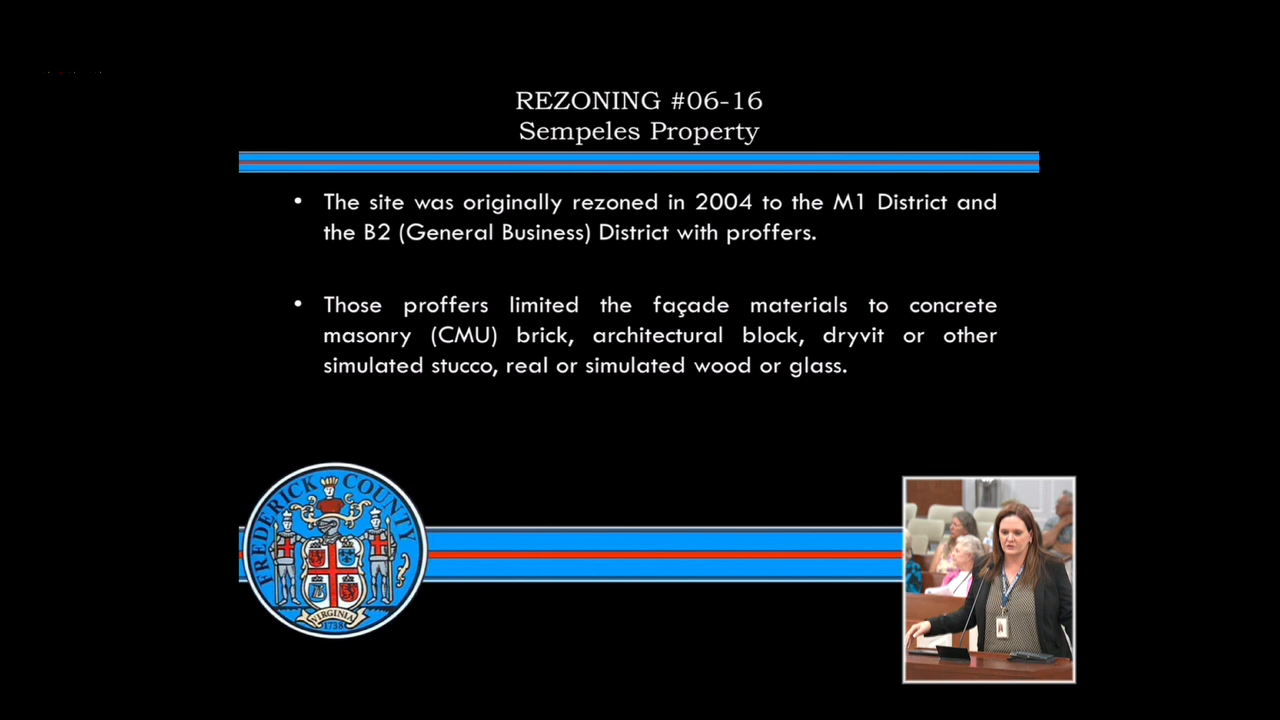 REZONING #06-16
Sempeles Property
• The site was originally rezoned in 2004 to the M1 District and
the B2 (General Business) District with proffers.
• Those proffers limited the façade materials to concrete
masonry (CMU) brick, architectural block, dryvit or other
simulated stucco, real or simulated wood or glass.
FREDERICK COUNTY
VIRGINIA
1738